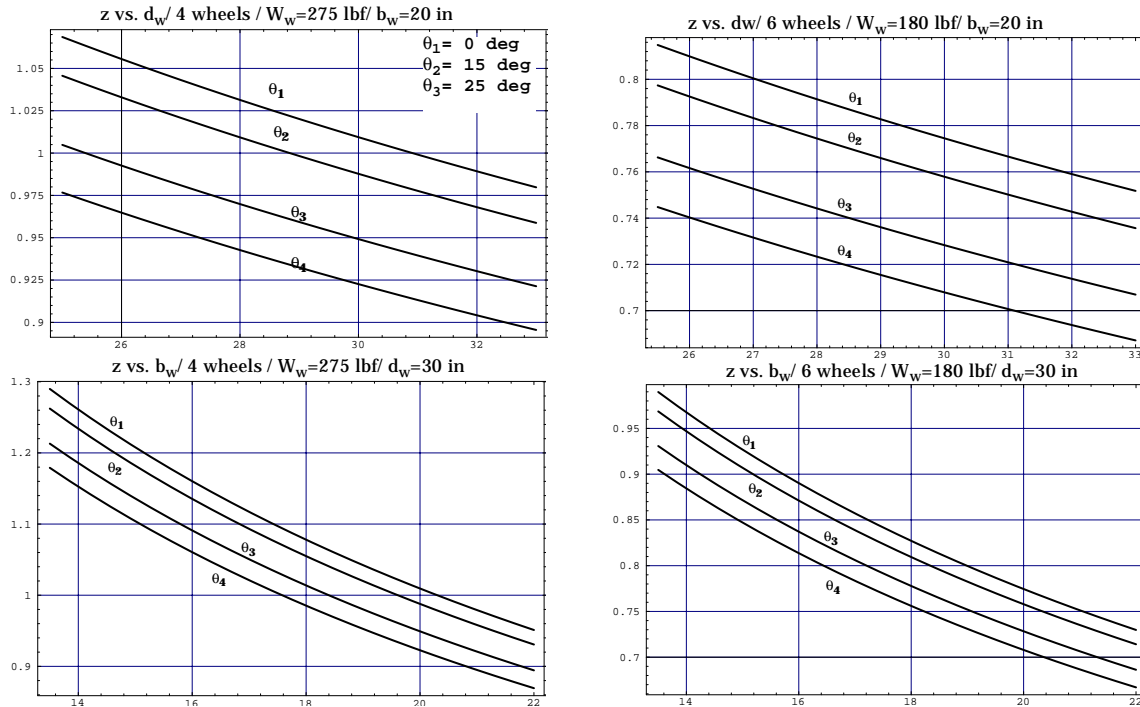 z vs. d_w/ 4 wheels / W_w=275 lbf/ b_w=20 in
θ₁= 0 deg
θ₂= 15 deg
θ₃= 25 deg
1.05
1.025
1
0.975
0.95
0.925
0.9
θ₁
θ₂
θ₃
θ₄
26
28
30
32
z vs. dw/ 6 wheels / W_w=180 lbf/ b_w=20 in
0.8
0.78
0.76
0.74
0.72
0.7
θ₁
θ₂
θ₃
θ₄
26
27
28
29
30
31
32
33
z vs. b_w/ 4 wheels / W_w=275 lbf/ d_w=30 in
1.3
1.2
1.1
1
0.9
θ₁
θ₂
θ₃
θ₄
14
16
18
20
22
z vs. b_w/ 6 wheels / W_w=180 lbf/ d_w=30 in
0.95
0.9
0.85
0.8
0.75
0.7
θ₁
θ₂
θ₃
θ₄
14
16
18
20
22